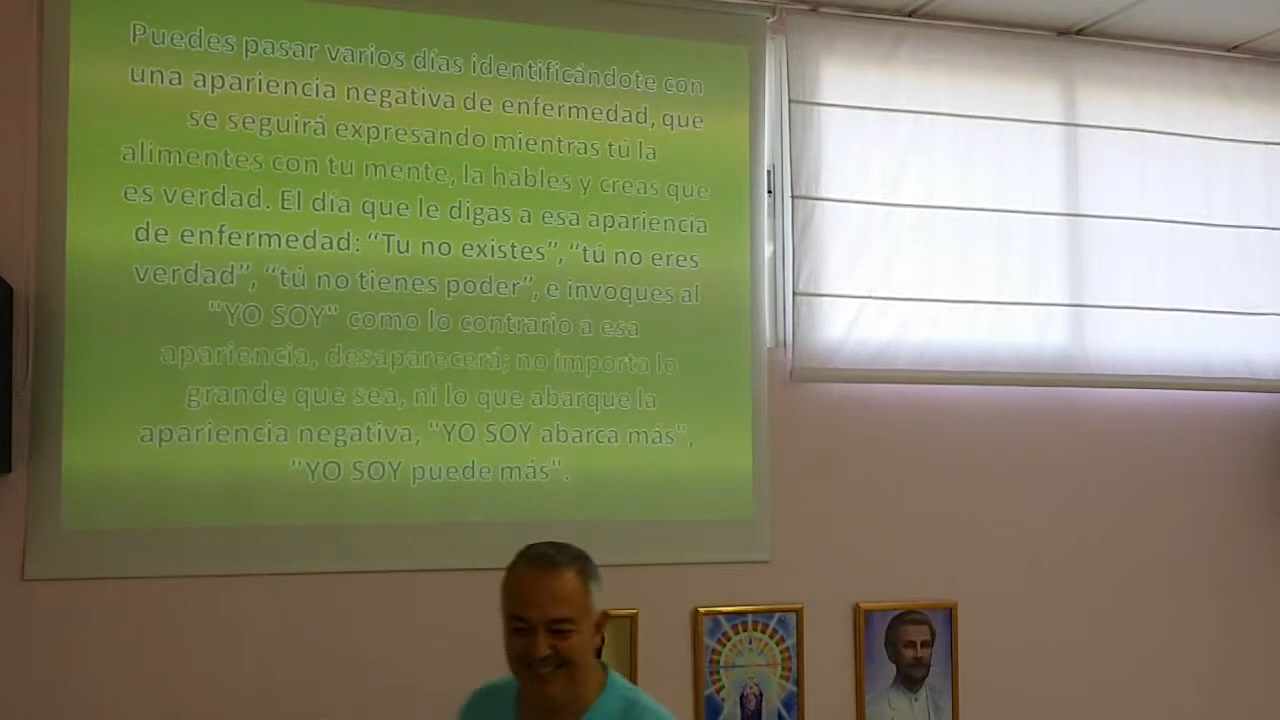 Puedes pasar varios días identificándote con
una apariencia negativa de enfermedad, que
se seguirá expresando mientras tú la
alimentes con tu mente, la hables y creas que
es verdad. El día que le digas a esa apariencia
de enfermedad: “Tu no existes”, “tú no eres
verdad”, “tú no tienes poder”, e invoques al
"YO SOY" como lo contrario a esa
apariencia, desaparecerá; no importa lo
grande que sea, ni lo que abarque la
apariencia negativa, "YO SOY abarca más",
"YO SOY puede más".